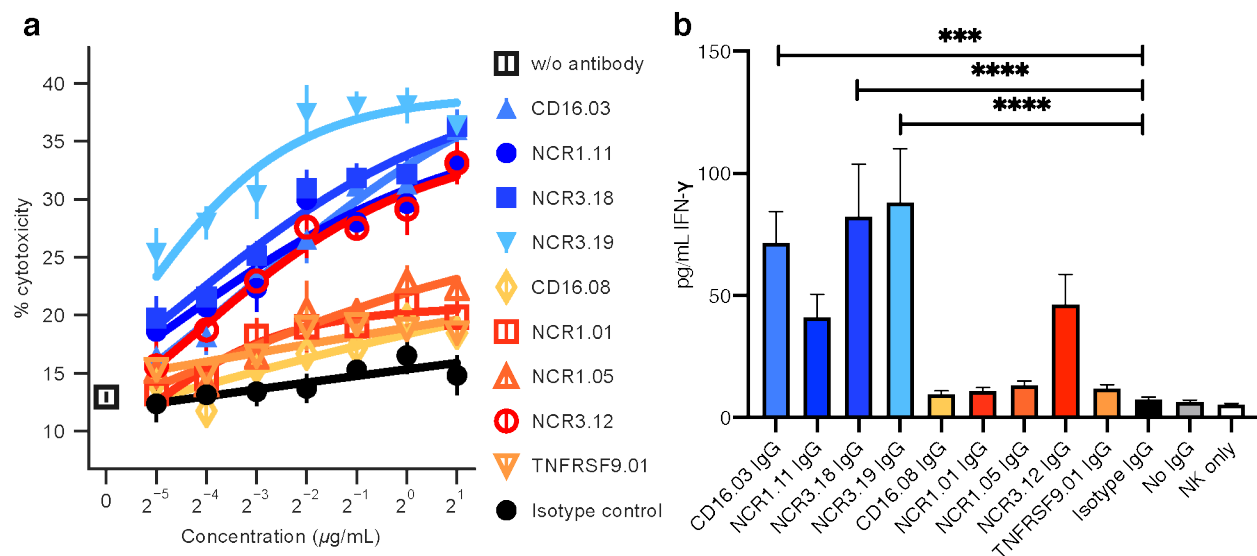 a
% cytotoxicity
40
35
30
25
20
15
10
0
2⁻⁵
2⁻⁴
2⁻³
2⁻²
2⁻¹
2⁰
2¹
Concentration (µg/mL)
w/o antibody
CD16.03
NCR1.11
NCR3.18
NCR3.19
CD16.08
NCR1.01
NCR1.05
NCR3.12
TNFRSF9.01
Isotype control
b
pg/mL IFN-γ
150
100
50
0
***
****
****
CD16.03 IgG
NCR1.11 IgG
NCR3.18 IgG
NCR3.19 IgG
CD16.08 IgG
NCR1.01 IgG
NCR1.05 IgG
NCR3.12 IgG
TNFRSF9.01 IgG
Isotype IgG
No IgG
NK only